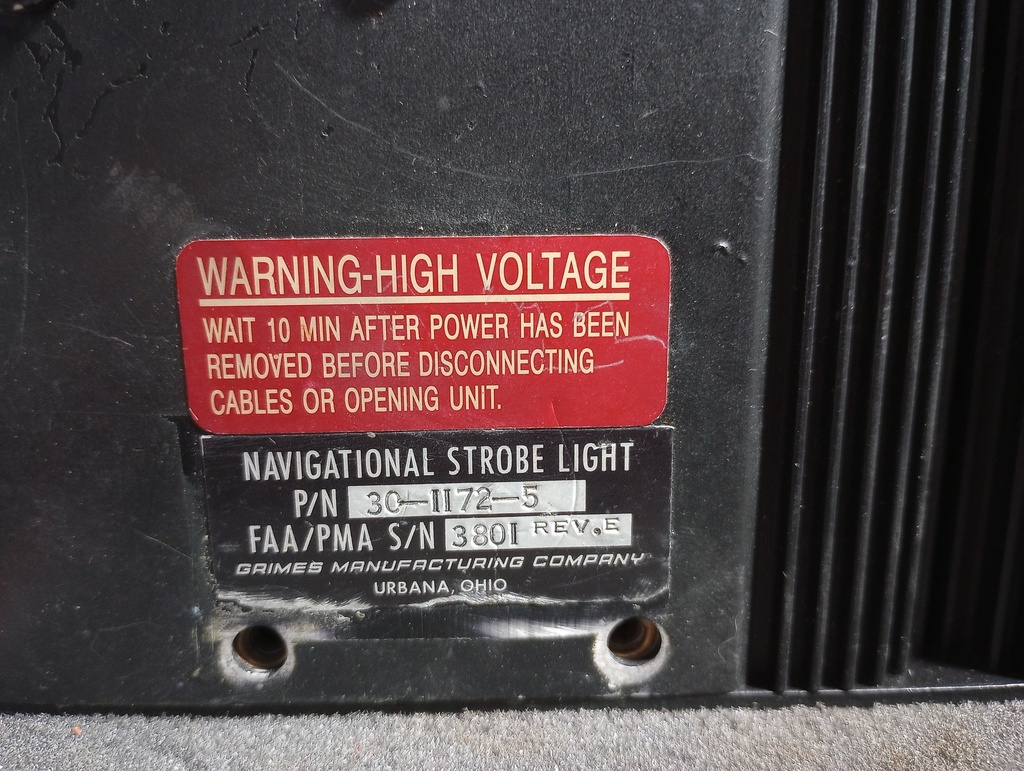 WARNING-HIGH VOLTAGE
WAIT 10 MIN AFTER POWER HAS BEEN
REMOVED BEFORE DISCONNECTING
CABLES OR OPENING UNIT.
NAVIGATIONAL STROBE LIGHT
P/N 30-1172-5
FAA/PMA S/N 3801 REV.E
GRIMES MANUFACTURING COMPANY
URBANA, OHIO